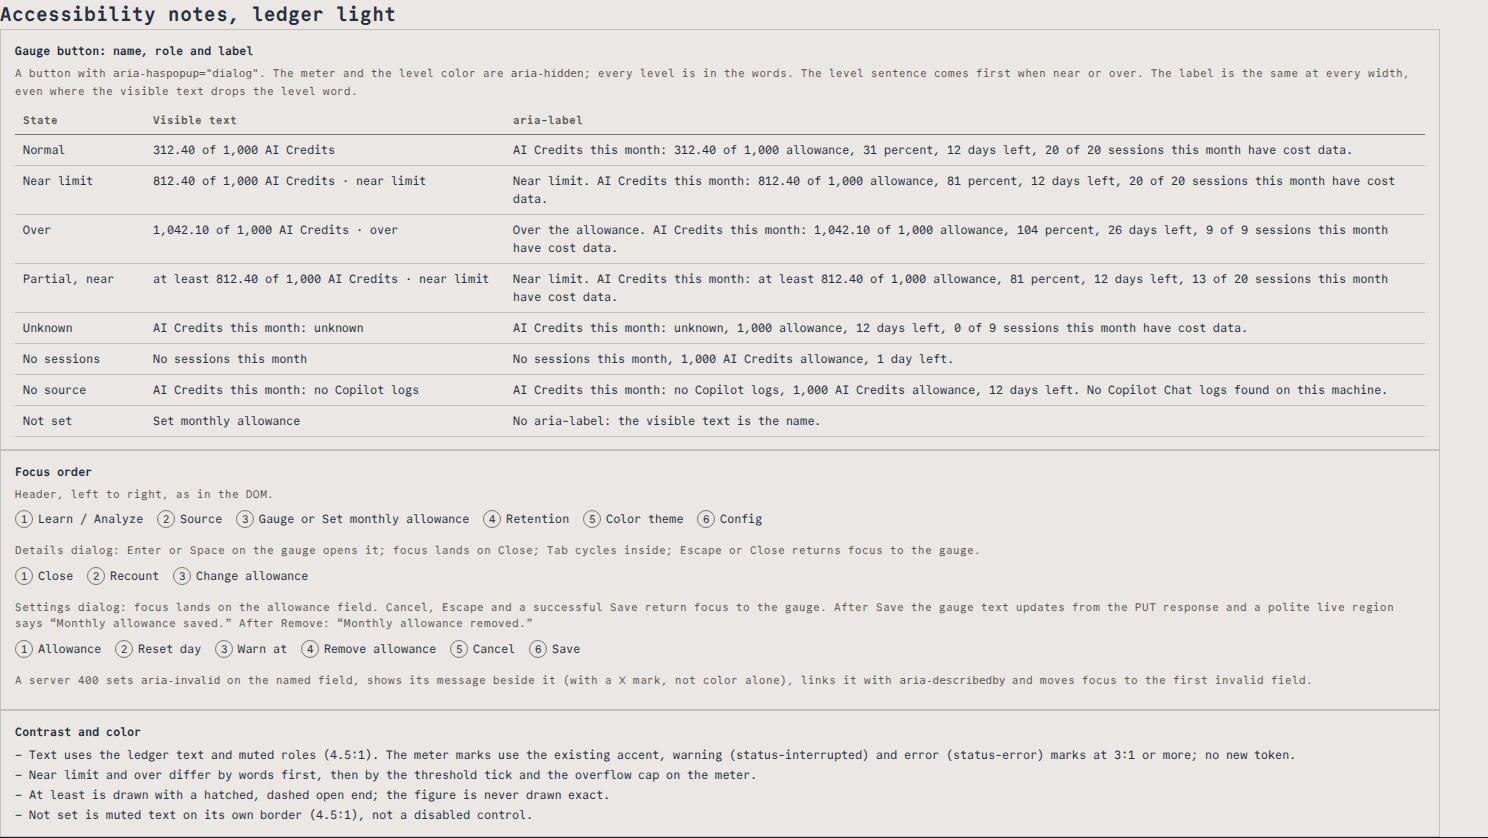 Accessibility notes, ledger light
Gauge button: name, role and label
A button with aria-haspopup="dialog". The meter and the level color are aria-hidden; every level is in the words. The level sentence comes first when near or over. The label is the same at every width,
even where the visible text drops the level word.
State Visible text aria-label
Normal 312.40 of 1,000 AI Credits AI Credits this month: 312.40 of 1,000 allowance, 31 percent, 12 days left, 20 of 20 sessions this month have cost data.
Near limit 812.40 of 1,000 AI Credits · near limit Near limit. AI Credits this month: 812.40 of 1,000 allowance, 81 percent, 12 days left, 20 of 20 sessions this month have cost
data.
Over 1,042.10 of 1,000 AI Credits · over Over the allowance. AI Credits this month: 1,042.10 of 1,000 allowance, 104 percent, 26 days left, 9 of 9 sessions this month
have cost data.
Partial, near at least 812.40 of 1,000 AI Credits · near limit Near limit. AI Credits this month: at least 812.40 of 1,000 allowance, 81 percent, 12 days left, 13 of 20 sessions this month
have cost data.
Unknown AI Credits this month: unknown AI Credits this month: unknown, 1,000 allowance, 12 days left, 0 of 9 sessions this month have cost data.
No sessions No sessions this month No sessions this month, 1,000 AI Credits allowance, 1 day left.
No source AI Credits this month: no Copilot logs AI Credits this month: no Copilot logs, 1,000 AI Credits allowance, 12 days left. No Copilot Chat logs found on this machine.
Not set Set monthly allowance No aria-label: the visible text is the name.
Focus order
Header, left to right, as in the DOM.
1 Learn / Analyze 2 Source 3 Gauge or Set monthly allowance 4 Retention 5 Color theme 6 Config
Details dialog: Enter or Space on the gauge opens it; focus lands on Close; Tab cycles inside; Escape or Close returns focus to the gauge.
1 Close 2 Recount 3 Change allowance
Settings dialog: focus lands on the allowance field. Cancel, Escape and a successful Save return focus to the gauge. After Save the gauge text updates from the PUT response and a polite live region
says “Monthly allowance saved.” After Remove: “Monthly allowance removed.”
1 Allowance 2 Reset day 3 Warn at 4 Remove allowance 5 Cancel 6 Save
A server 400 sets aria-invalid on the named field, shows its message beside it (with a X mark, not color alone), links it with aria-describedby and moves focus to the first invalid field.
Contrast and color
– Text uses the ledger text and muted roles (4.5:1). The meter marks use the existing accent, warning (status-interrupted) and error (status-error) marks at 3:1 or more; no new token.
– Near limit and over differ by words first, then by the threshold tick and the overflow cap on the meter.
– At least is drawn with a hatched, dashed open end; the figure is never drawn exact.
– Not set is muted text on its own border (4.5:1), not a disabled control.